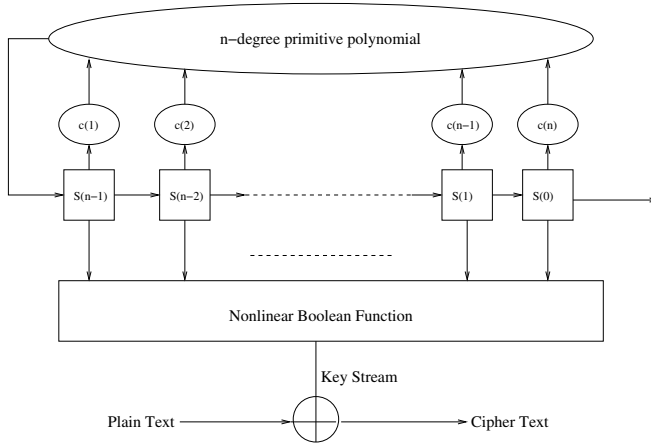 n−degree primitive polynomial
c(1) c(2) c(n−1) c(n)
S(n−1) S(n−2) S(1) S(0)
Nonlinear Boolean Function
Key Stream
Plain Text Cipher Text